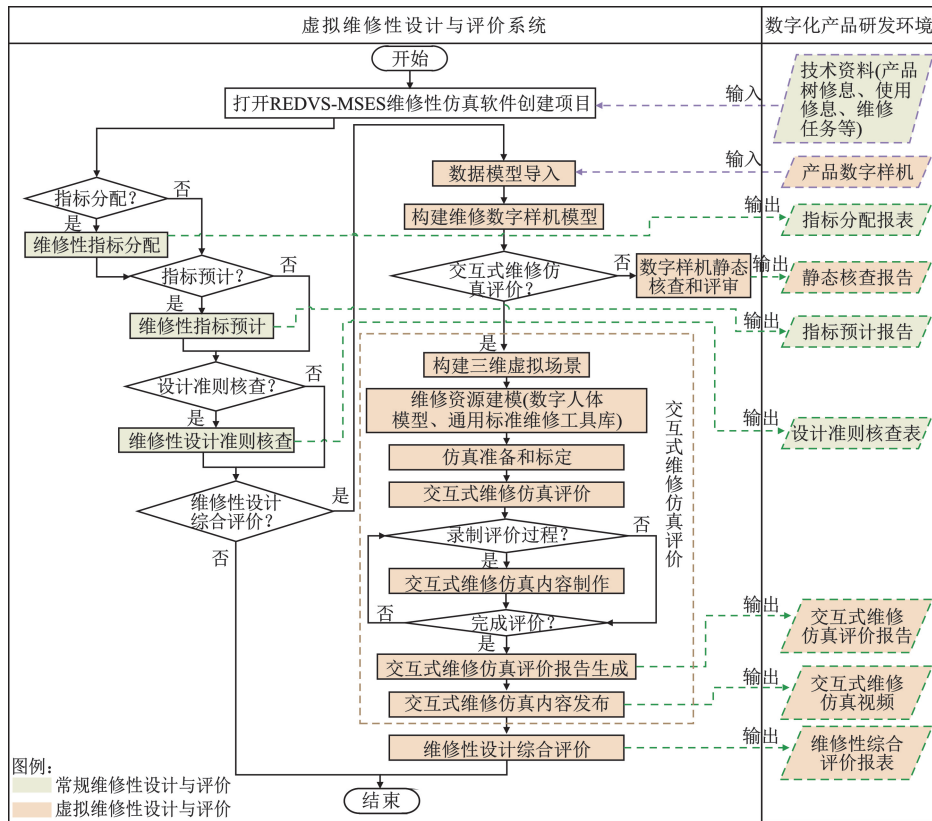 虚拟维修性设计与评价系统
数字化产品研发环境
开始
打开REDVS-MSES维修性仿真软件创建项目
输入
技术资料(产品
树修息、使用
修息、维修
任务等)
指标分配?
否
是
维修性指标分配
输出
指标分配报表
指标预计?
否
是
维修性指标预计
输出
指标预计报告
设计准则核查?
否
是
维修性设计准则核查
输出
设计准则核查表
维修性设计
综合评价?
是
否
数据模型导入
输入
产品数字样机
构建维修数字样机模型
交互式维修仿
真评价?
否
数字样机静态
核查和评审
输出
静态核查报告
是
构建三维虚拟场景
维修资源建模(数字人体
模型、通用标准维修工具库)
仿真准备和标定
交互式维修仿真评价
交互式维修仿真评价
录制评价过程?
否
是
交互式维修仿真内容制作
完成评价?
否
是
交互式维修仿真评价报告生成
输出
交互式维修
仿真评价报告
交互式维修仿真内容发布
输出
交互式维修
仿真视频
维修性设计综合评价
输出
维修性综合
评价报表
结束
图例:
常规维修性设计与评价
虚拟维修性设计与评价